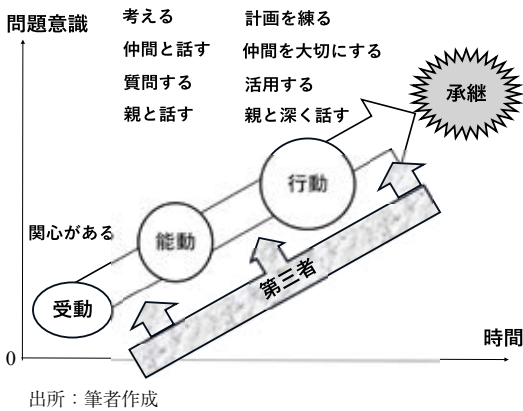 問題意識
考える
仲間と話す
質問する
親と話す
計画を練る
仲間を大切にする
活用する
親と深く話す
承継
行動
関心がある
能動
第三者
受動
時間
0
出所：筆者作成